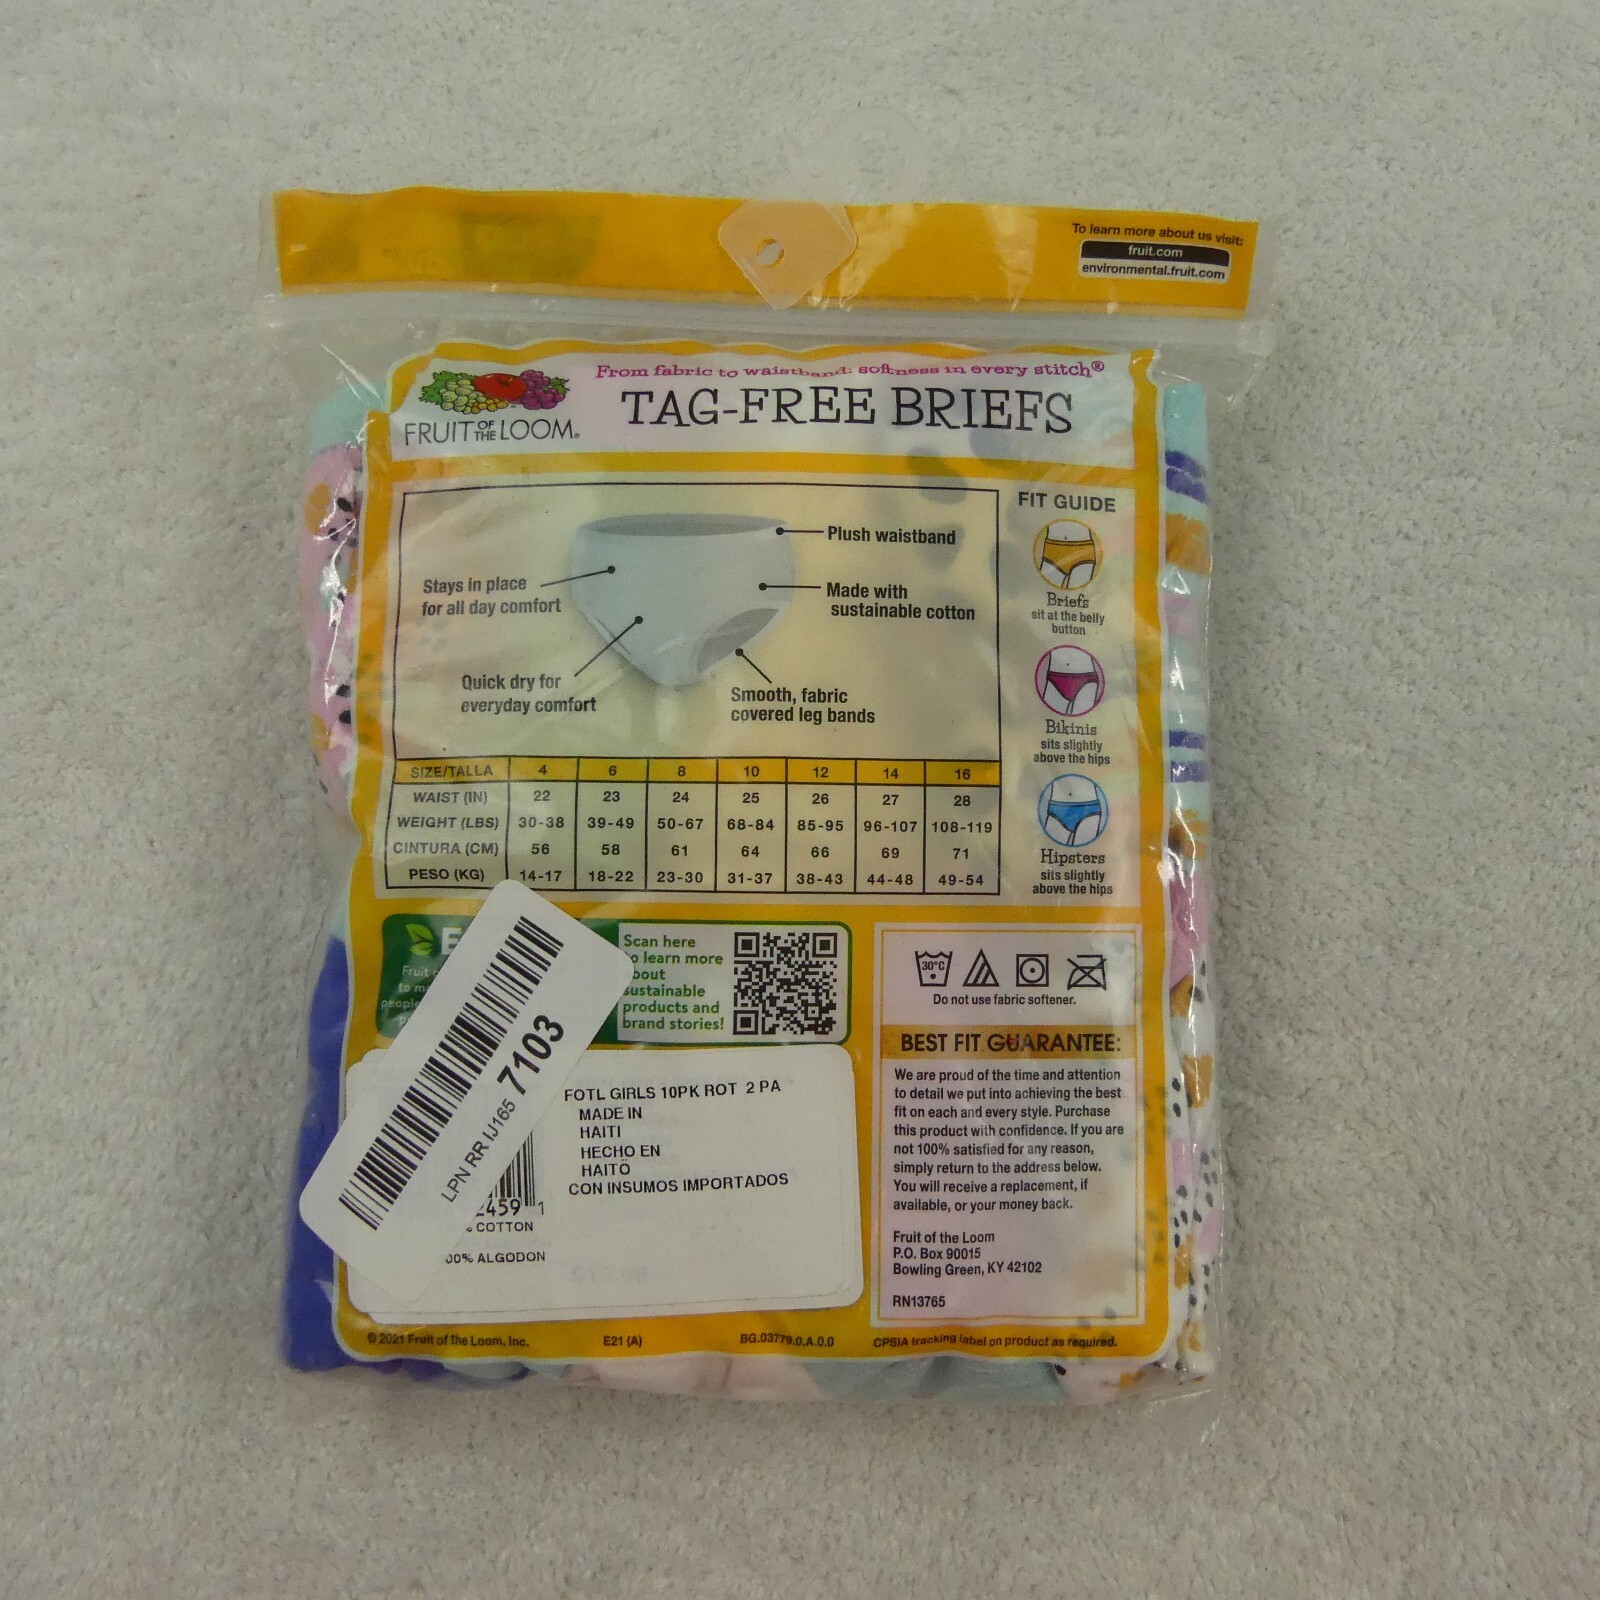 To learn more about us visit:
fruit.com
environmental.fruit.com
From fabric to waistband: softness in every stitch®
FRUIT OF THE LOOM®
TAG-FREE BRIEFS
Plush waistband
Stays in place
for all day comfort
Made with
sustainable cotton
Quick dry for
everyday comfort
Smooth, fabric
covered leg bands
FIT GUIDE
Briefs
sit at the belly
button
Bikinis
sits slightly
above the hips
Hipsters
sits slightly
above the hips
SIZE/TALLA 4 6 8 10 12 14 16
WAIST (IN) 22 23 24 25 26 27 28
WEIGHT (LBS) 30-38 39-49 50-67 68-84 85-95 96-107 108-119
CINTURA (CM) 56 58 61 64 66 69 71
PESO (KG) 14-17 18-22 23-30 31-37 38-43 44-48 49-54
Fruit
to
people
Scan here
to learn more
about
sustainable
products and
brand stories!
30°C
Do not use fabric softener.
BEST FIT GUARANTEE:
We are proud of the time and attention
to detail we put into achieving the best
fit on each and every style. Purchase
this product with confidence. If you are
not 100% satisfied for any reason,
simply return to the address below.
You will receive a replacement, if
available, or your money back.
Fruit of the Loom
P.O. Box 90015
Bowling Green, KY 42102
RN13765
LPN RR IJ165 7103
FOTL GIRLS 10PK ROT 2 PA
MADE IN
HAITI
HECHO EN
HAITÖ
CON INSUMOS IMPORTADOS
2459 1
% COTTON
00% ALGODON
© 2021 Fruit of the Loom, Inc. E21 (A) BG.03779.0.A.0.0 CPSIA tracking label on product as required.